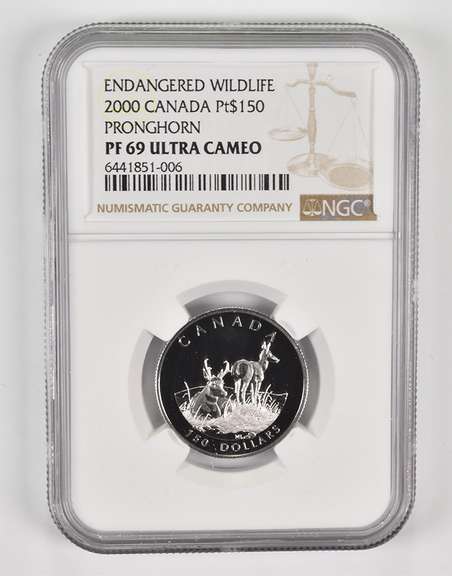 ENDANGERED WILDLIFE
2000 CANADA Pt$150
PRONGHORN
PF 69 ULTRA CAMEO
6441851-006
NUMISMATIC GUARANTY COMPANY NGC®
CANADA
150 DOLLARS